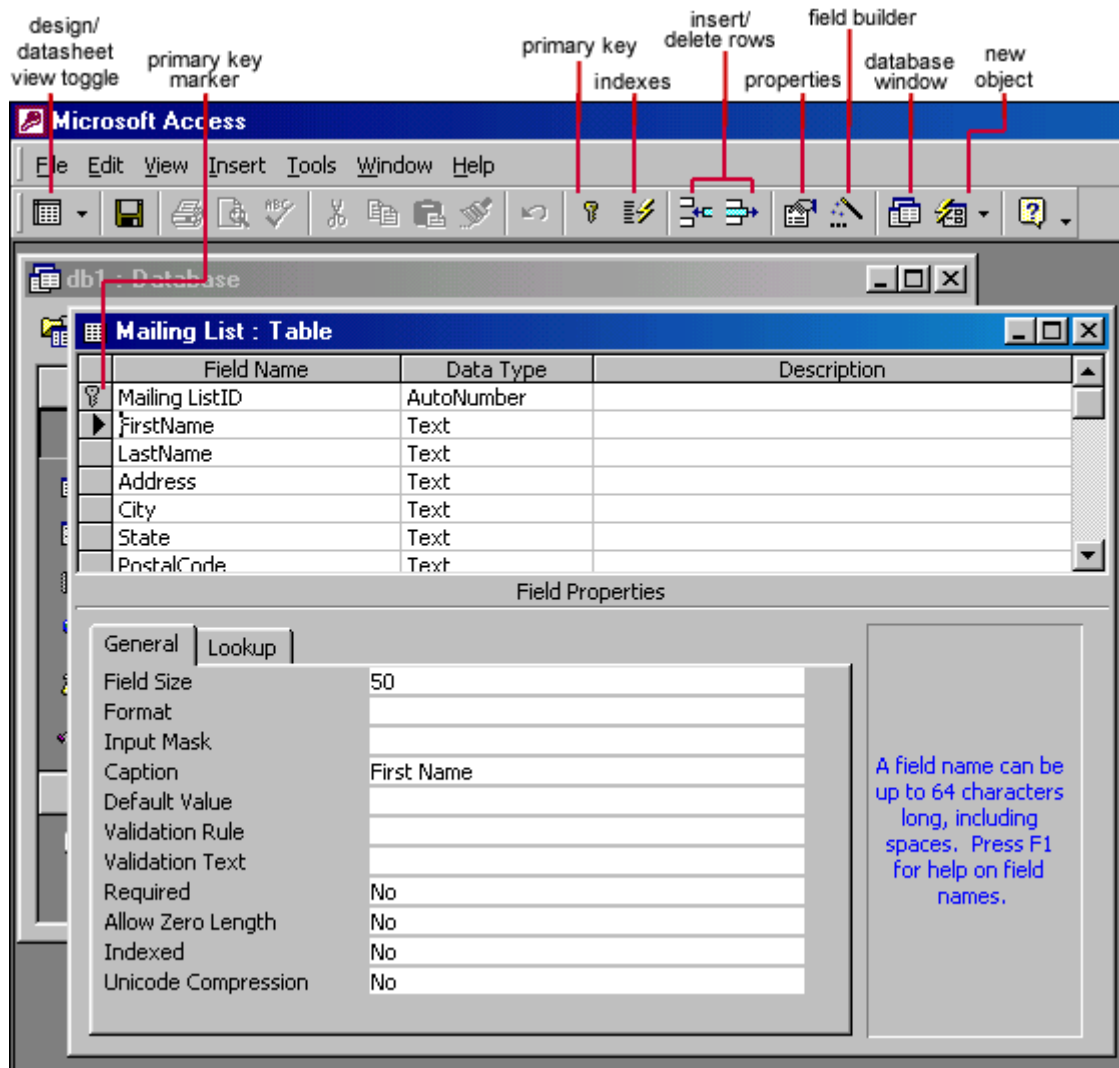 design/
datasheet
view toggle
primary key
marker
primary key
indexes
insert/
delete rows
properties
field builder
database
window
new
object
Microsoft Access
File Edit View Insert Tools Window Help
ABC
db1 : Database
Mailing List : Table
Field Name Data Type Description
Mailing ListID AutoNumber
FirstName Text
LastName Text
Address Text
City Text
State Text
PostalCode Text
Field Properties
General Lookup
Field Size 50
Format
Input Mask
Caption First Name
Default Value
Validation Rule
Validation Text
Required No
Allow Zero Length No
Indexed No
Unicode Compression No
A field name can be
up to 64 characters
long, including
spaces. Press F1
for help on field
names.